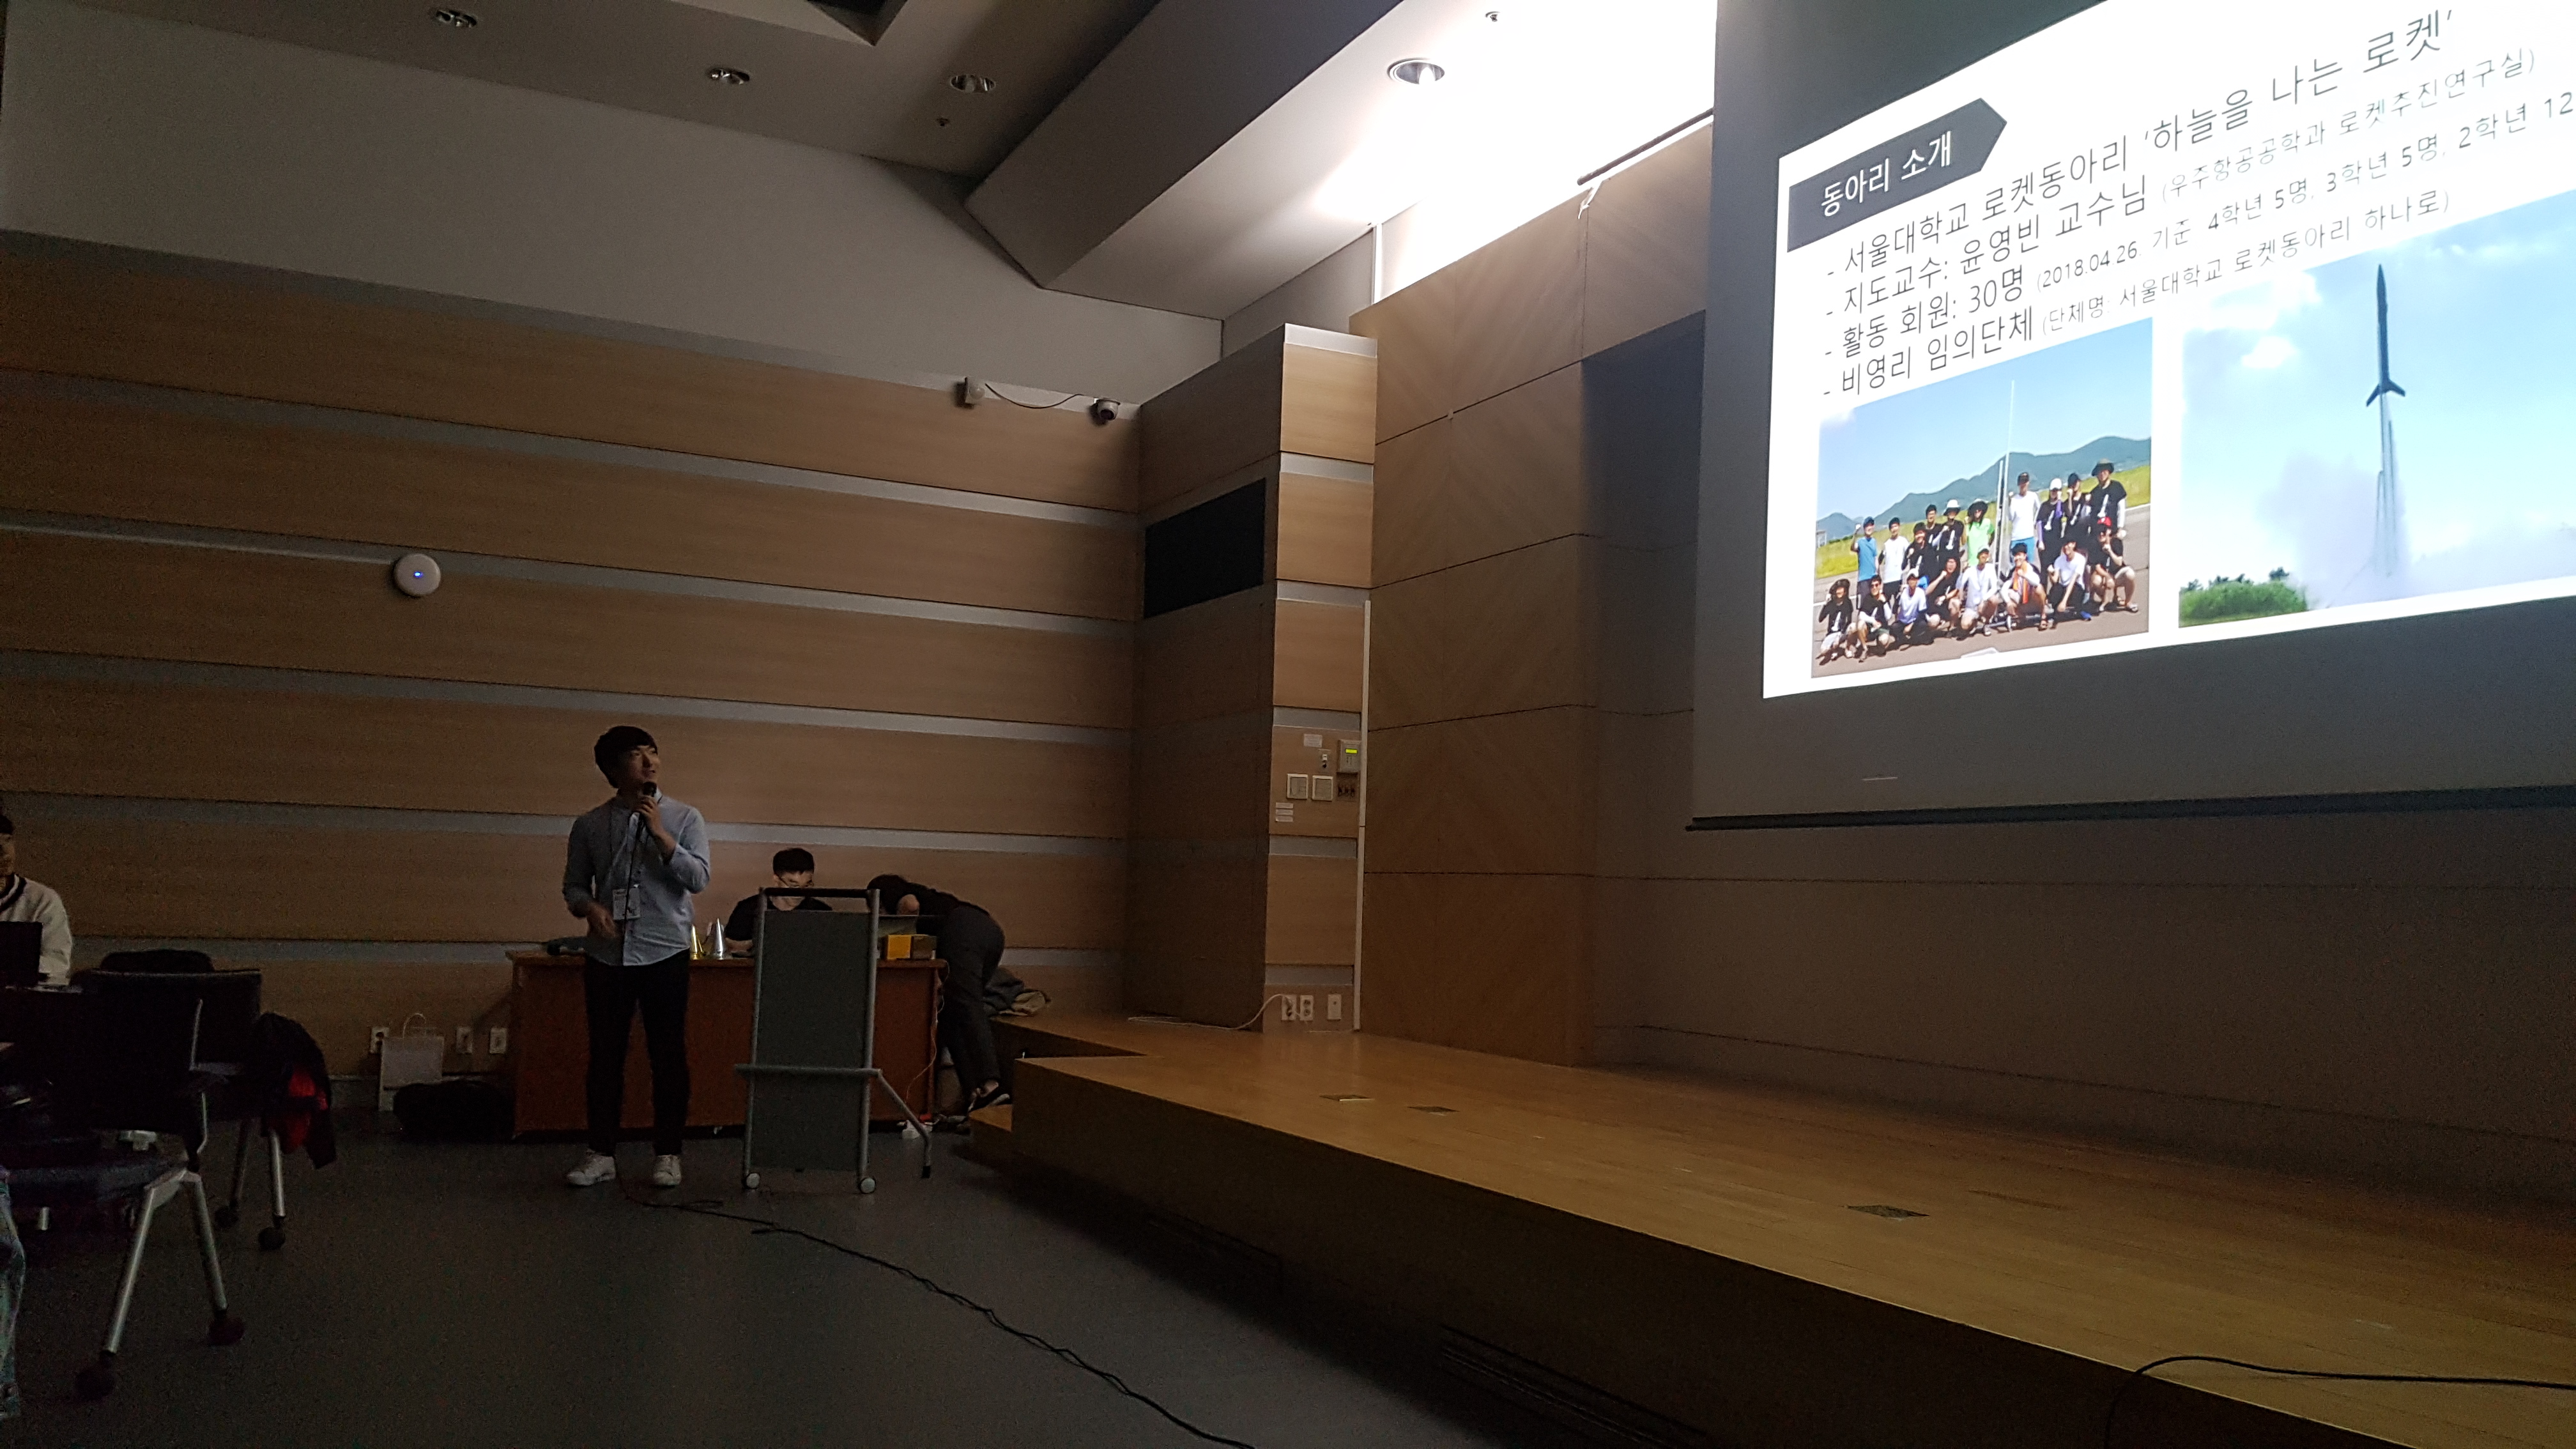 동아리 소개
- 서울대학교 로켓동아리 '하늘을 나는 로켓'
- 지도교수: 윤영빈 교수님 (우주항공공학과 로켓추진연구실)
- 활동 회원: 30명 (2018.04.26. 기준 4학년 5명, 3학년 5명, 2학년 12
- 비영리 임의단체 (단체명: 서울대학교 로켓동아리 하나로)